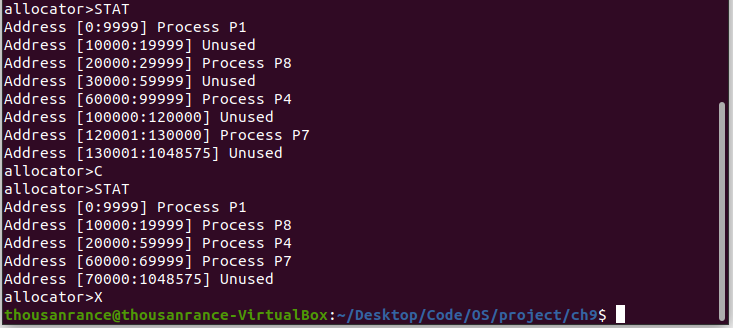 allocator>STAT
Address [0:9999] Process P1
Address [10000:19999] Unused
Address [20000:29999] Process P8
Address [30000:59999] Unused
Address [60000:99999] Process P4
Address [100000:120000] Unused
Address [120001:130000] Process P7
Address [130001:1048575] Unused
allocator>C
allocator>STAT
Address [0:9999] Process P1
Address [10000:19999] Process P8
Address [20000:59999] Process P4
Address [60000:69999] Process P7
Address [70000:1048575] Unused
allocator>X
thousanrance@thousanrance-VirtualBox:~/Desktop/Code/OS/project/ch9$